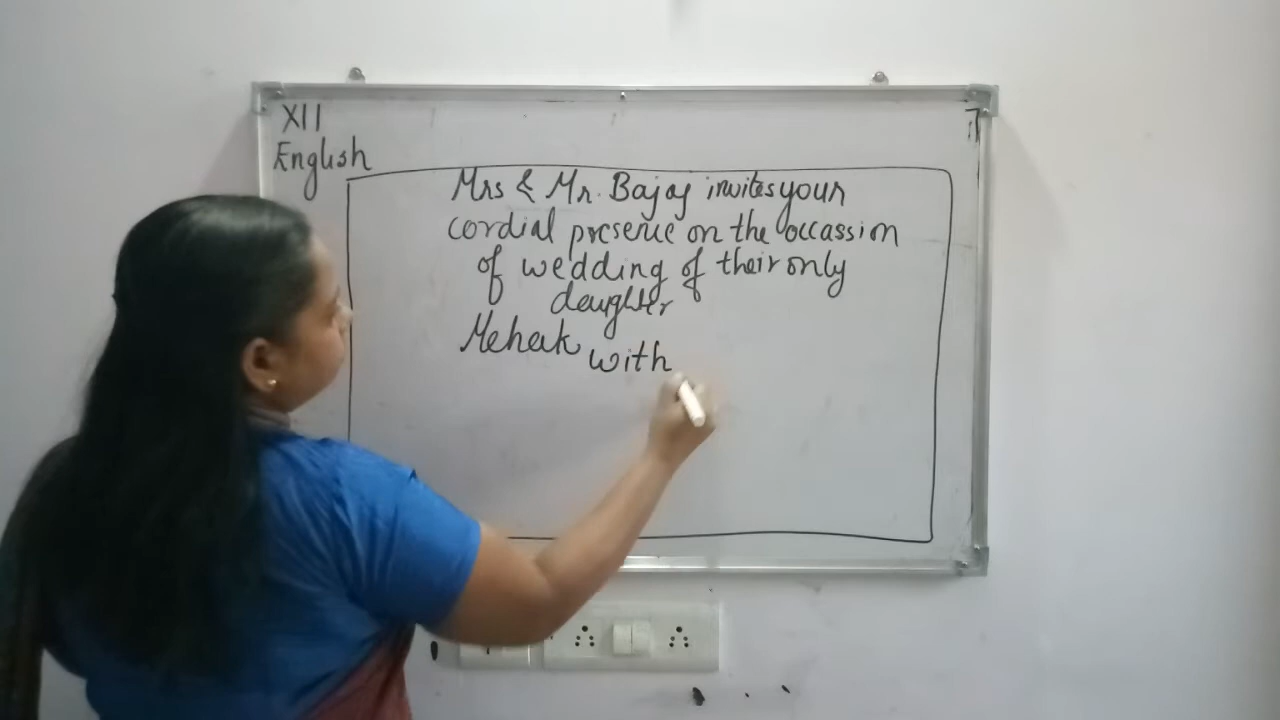 XII
7
English
Mrs & Mr. Bajaj invites your
cordial presence on the occassion
of wedding of their only
daughter
Mehak with